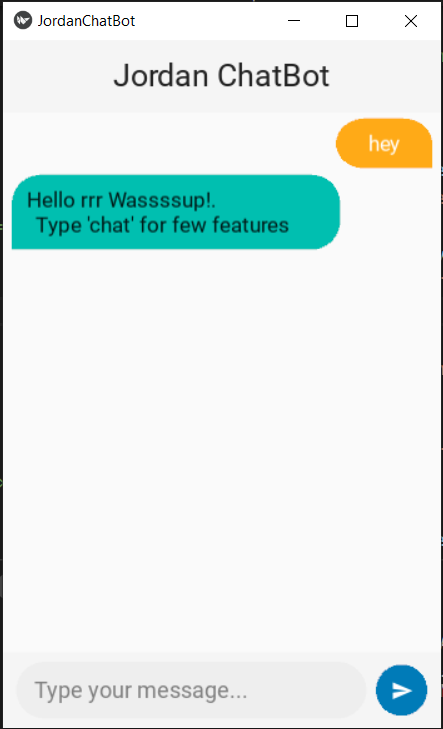 JordanChatBot
Jordan ChatBot
hey
Hello rrr Wassssup!.
Type 'chat' for few features
Type your message...